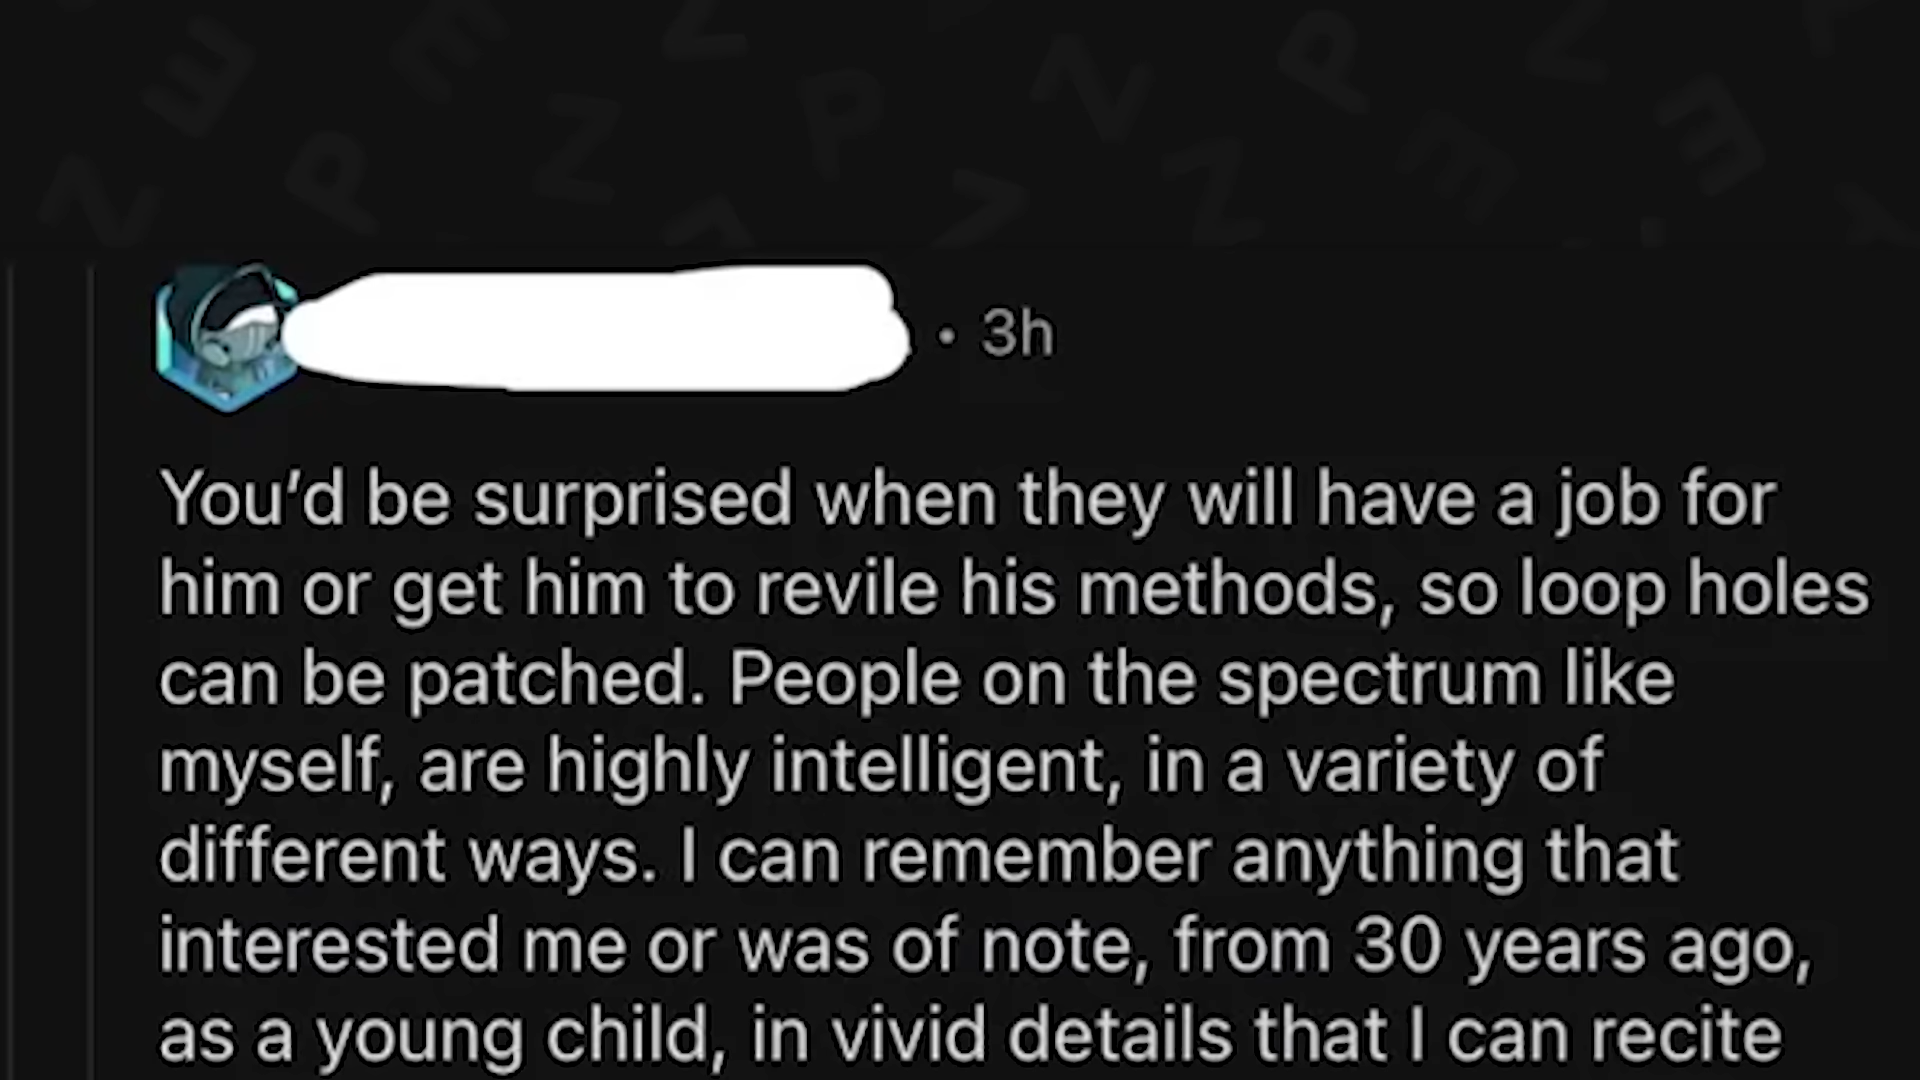 • 3h
You’d be surprised when they will have a job for
him or get him to revile his methods, so loop holes
can be patched. People on the spectrum like
myself, are highly intelligent, in a variety of
different ways. I can remember anything that
interested me or was of note, from 30 years ago,
as a young child, in vivid details that I can recite